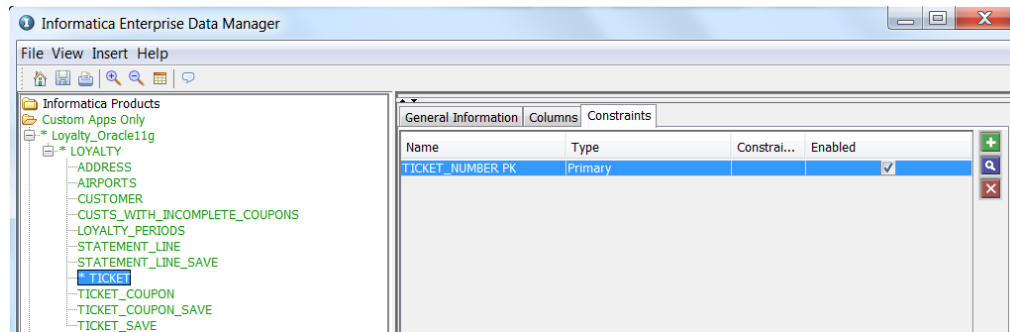 Informatica Enterprise Data Manager
File View Insert Help
Informatica Products
Custom Apps Only
* Loyalty_Oracle11g
* LOYALTY
ADDRESS
AIRPORTS
CUSTOMER
CUSTS_WITH_INCOMPLETE_COUPONS
LOYALTY_PERIODS
STATEMENT_LINE
STATEMENT_LINE_SAVE
* TICKET
TICKET_COUPON
TICKET_COUPON_SAVE
TICKET_SAVE
General Information Columns Constraints
Name Type Constrai... Enabled
TICKET_NUMBER PK Primary